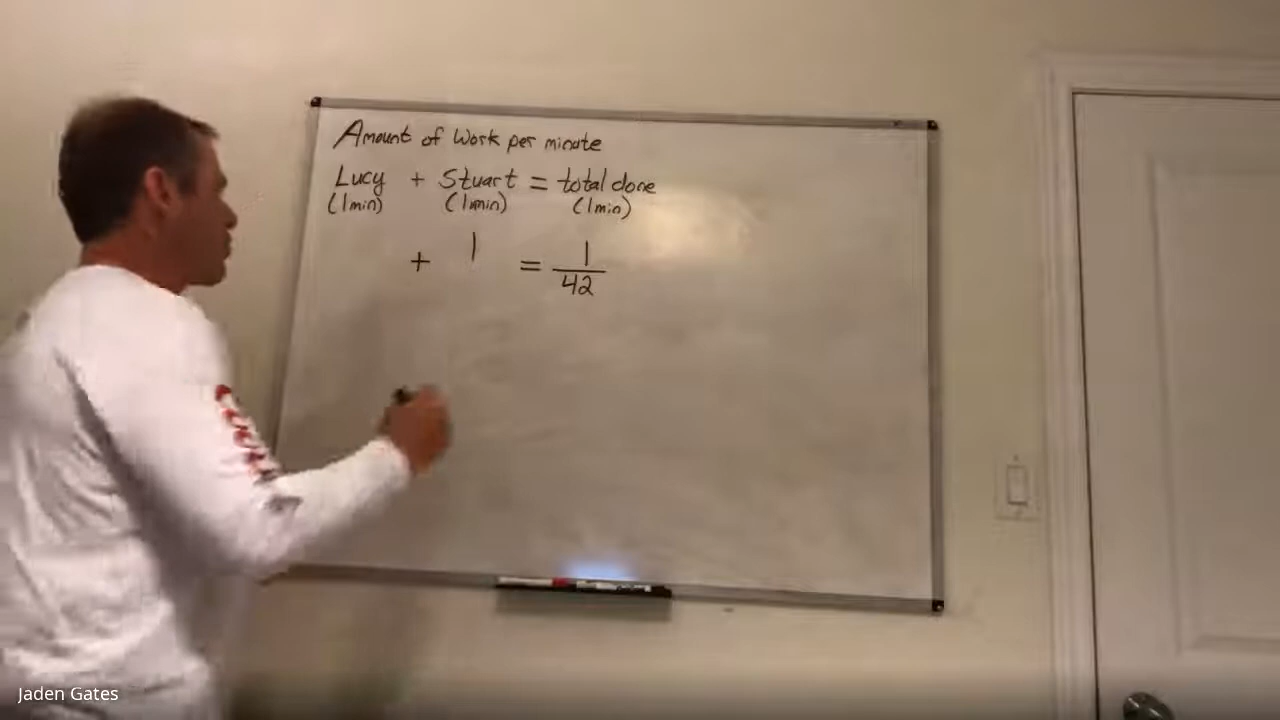 Amount of Work per minute
Lucy + Stuart = total done
(1min) (1min) (1min)
+ 1 = 1/42
Jaden Gates